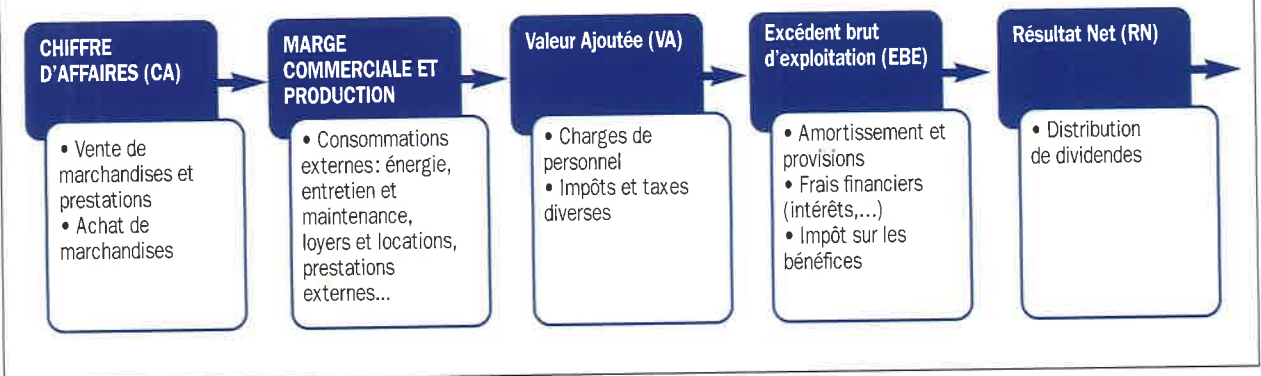 CHIFFRE
D'AFFAIRES (CA)
• Vente de
marchandises et
prestations
• Achat de
marchandises
MARGE
COMMERCIALE ET
PRODUCTION
• Consommations
externes: énergie,
entretien et
maintenance,
loyers et locations,
prestations
externes...
Valeur Ajoutée (VA)
• Charges de
personnel
• Impôts et taxes
diverses
Excédent brut
d'exploitation (EBE)
• Amortissement et
provisions
• Frais financiers
(intérêts,...)
• Impôt sur les
bénéfices
Résultat Net (RN)
• Distribution
de dividendes